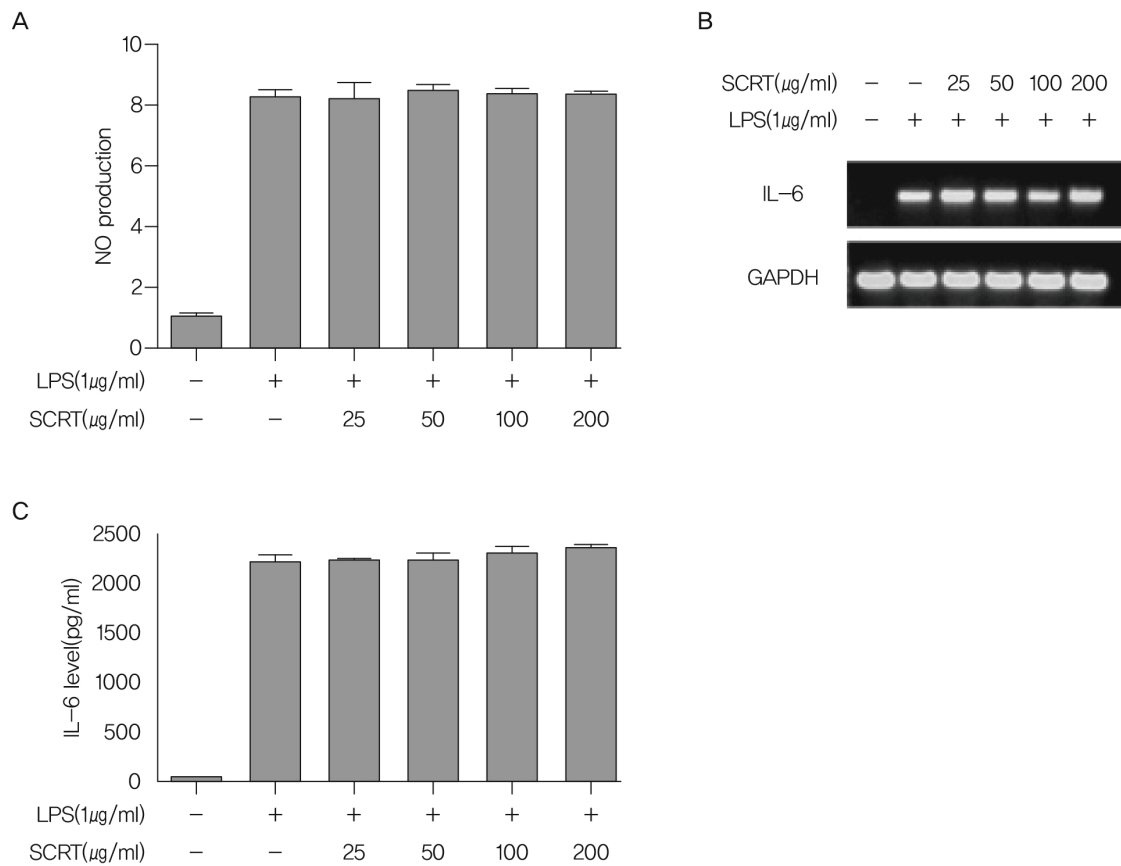 A
10
8
6
4
2
0
NO production
LPS(1㎍/ml) − + + + + +
SCRT(㎍/ml) − − 25 50 100 200
B
SCRT(㎍/ml) − − 25 50 100 200
LPS(1㎍/ml) − + + + + +
IL−6
GAPDH
C
2500
2000
1500
1000
500
0
IL−6 level(pg/ml)
LPS(1㎍/ml) − + + + + +
SCRT(㎍/ml) − − 25 50 100 200